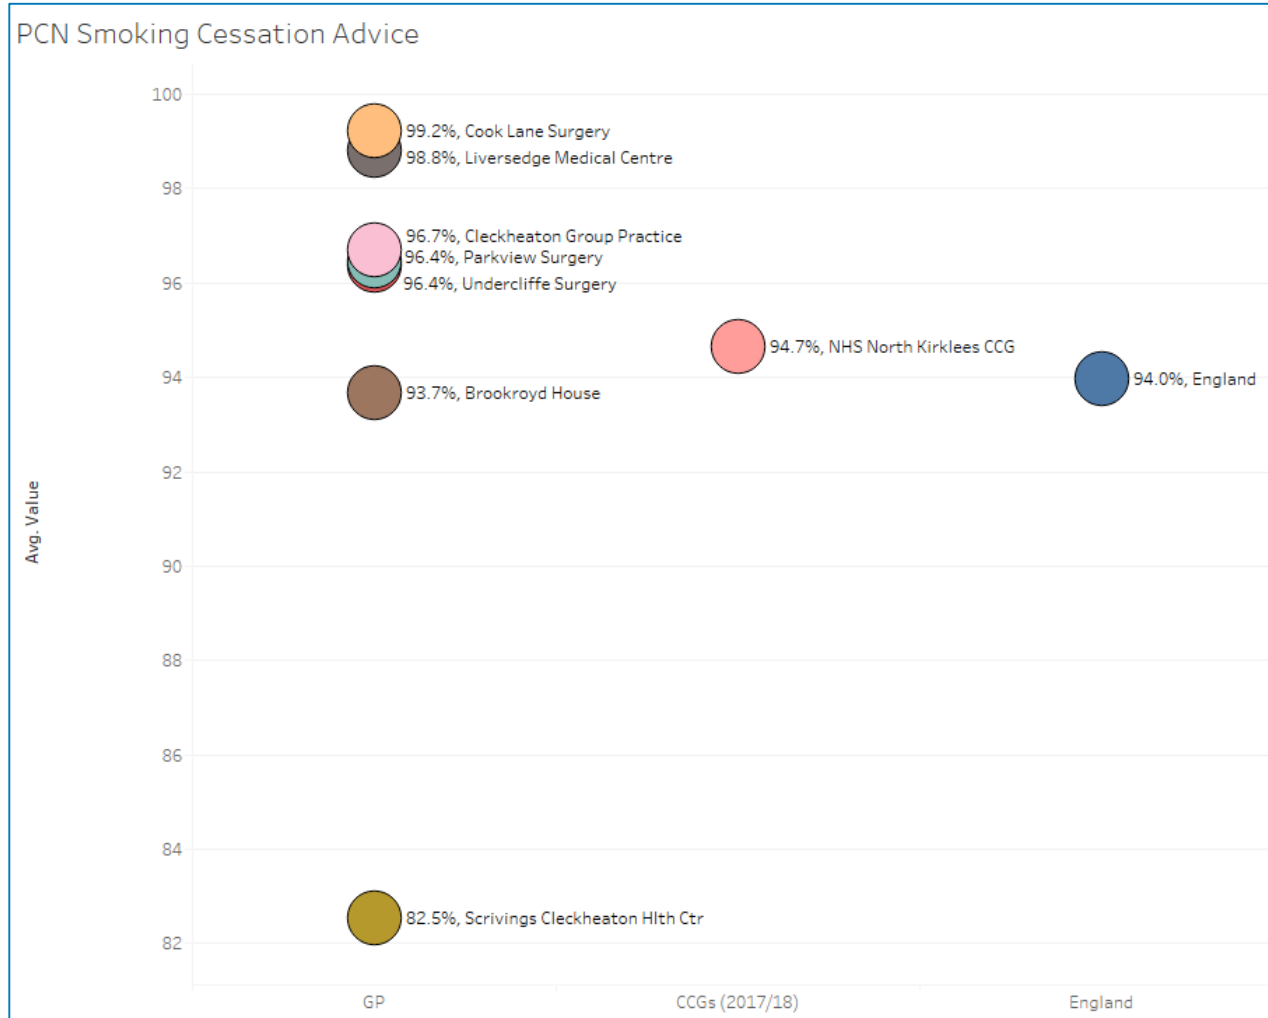 PCN Smoking Cessation Advice
100
99.2%, Cook Lane Surgery
98.8%, Liversedge Medical Centre
98
96.7%, Cleckheaton Group Practice
96.4%, Parkview Surgery
96
96.4%, Undercliffe Surgery
94.7%, NHS North Kirklees CCG
94
94.0%, England
93.7%, Brookroyd House
92
Avg. Value
90
88
86
84
82.5%, Scrivings Cleckheaton Hlth Ctr
82
GP
CCGs (2017/18)
England